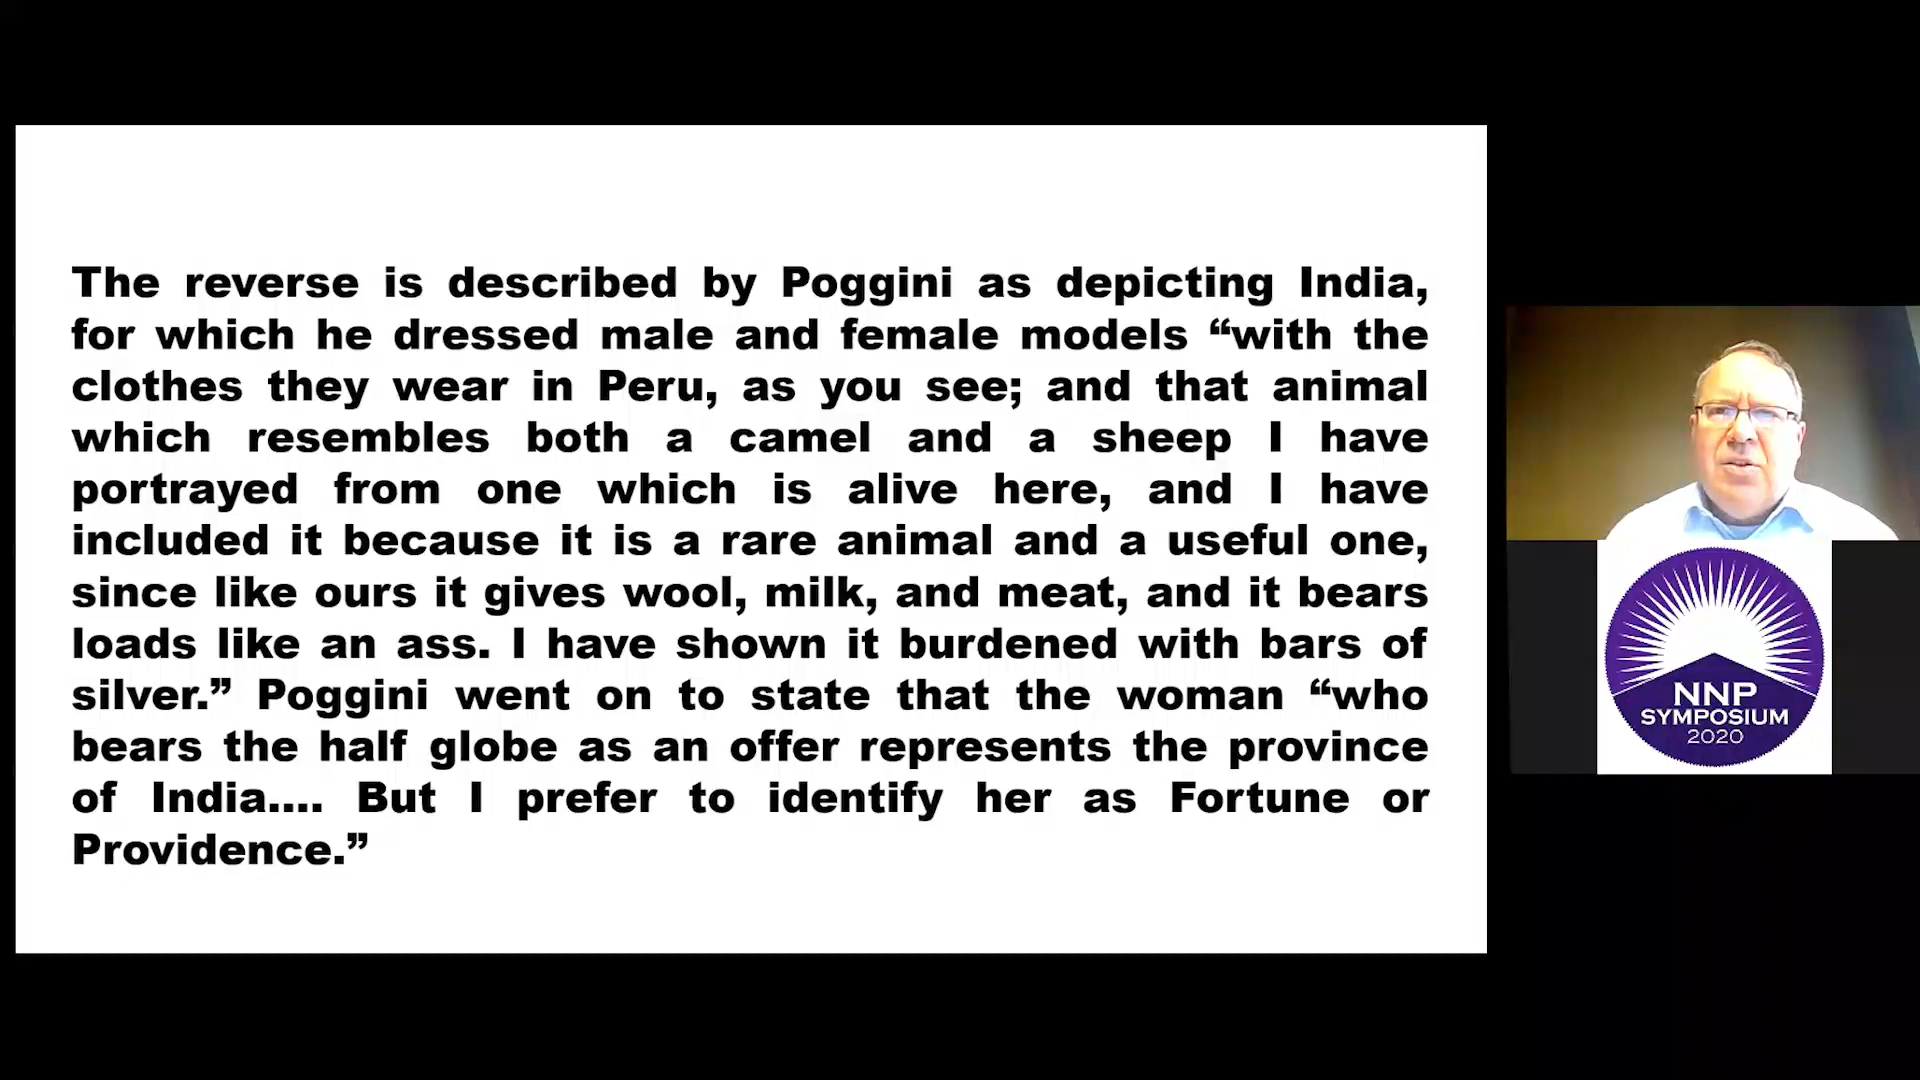 The reverse is described by Poggini as depicting India,
for which he dressed male and female models “with the
clothes they wear in Peru, as you see; and that animal
which resembles both a camel and a sheep I have
portrayed from one which is alive here, and I have
included it because it is a rare animal and a useful one,
since like ours it gives wool, milk, and meat, and it bears
loads like an ass. I have shown it burdened with bars of
silver.” Poggini went on to state that the woman “who
bears the half globe as an offer represents the province
of India.... But I prefer to identify her as Fortune or
Providence.”
NNP
SYMPOSIUM
2020